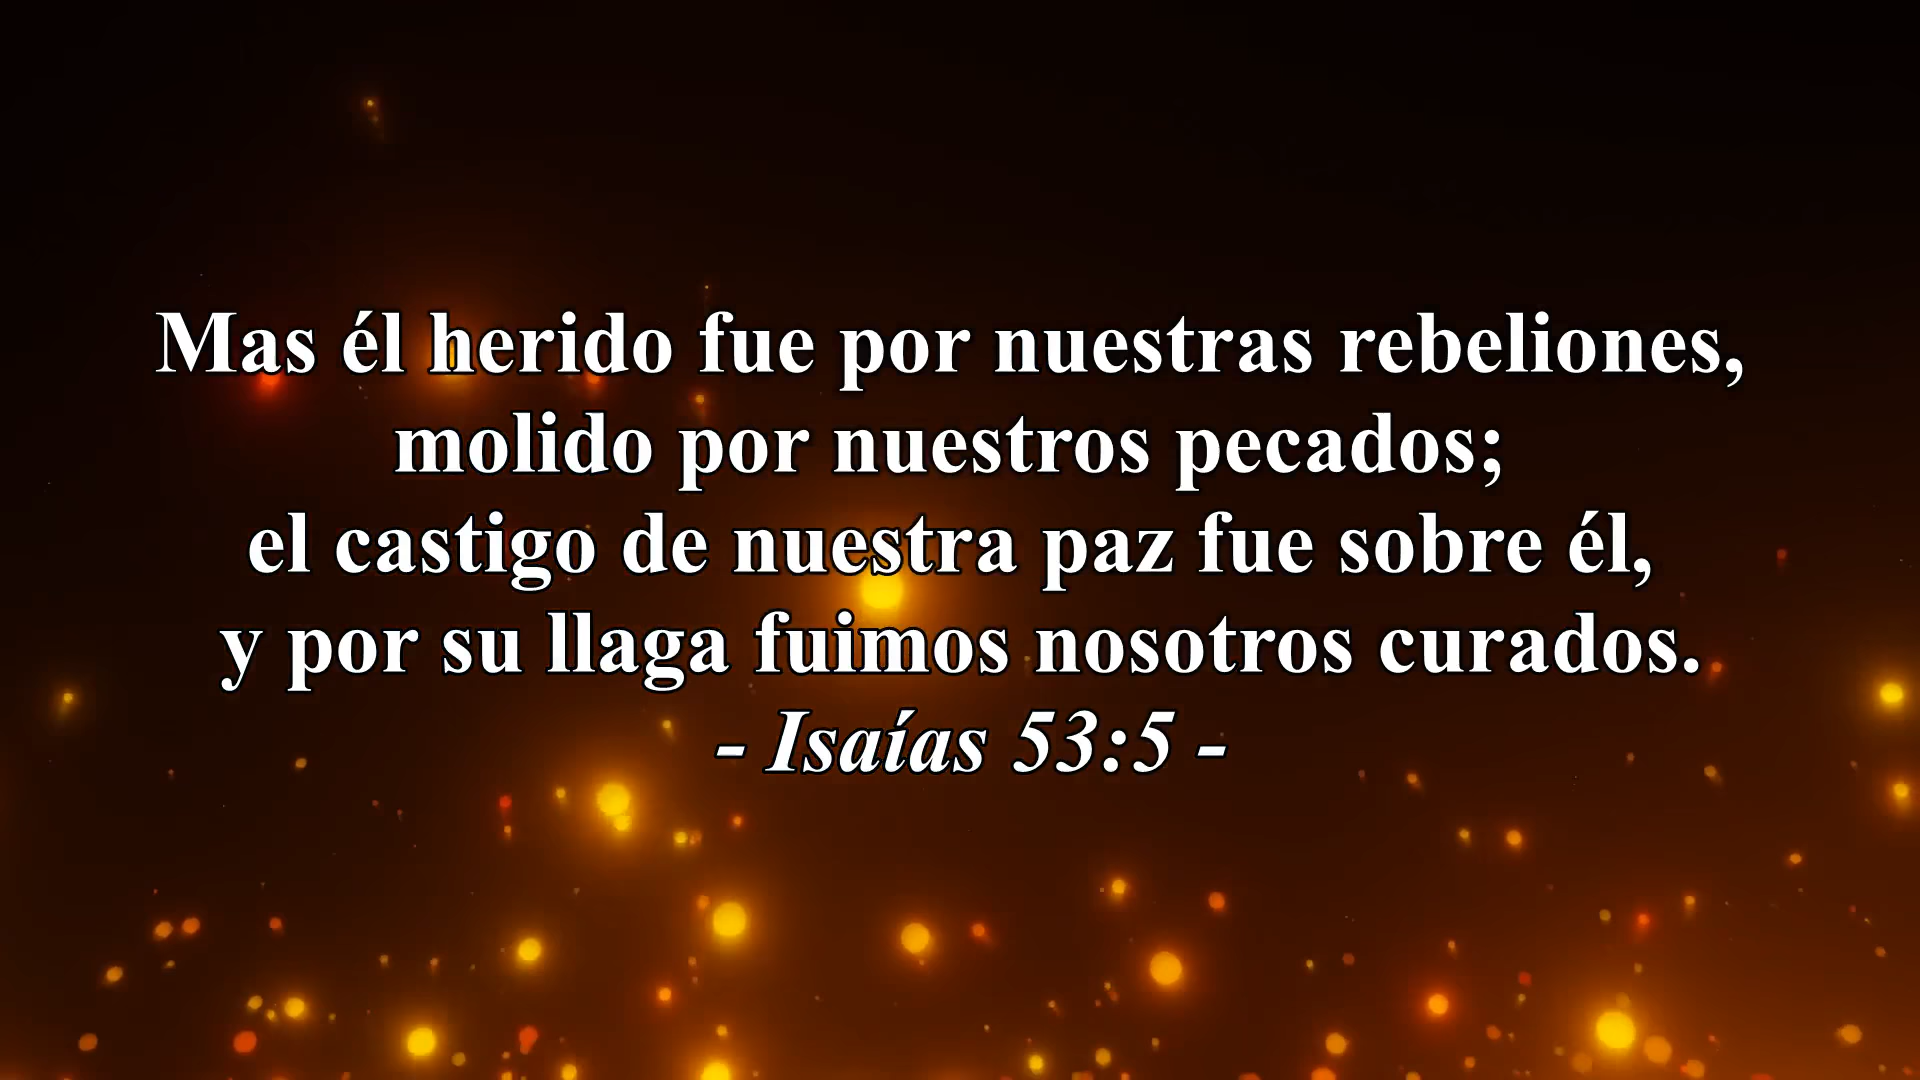 Mas él herido fue por nuestras rebeliones,
molido por nuestros pecados;
el castigo de nuestra paz fue sobre él,
y por su llaga fuimos nosotros curados.
- Isaías 53:5 -